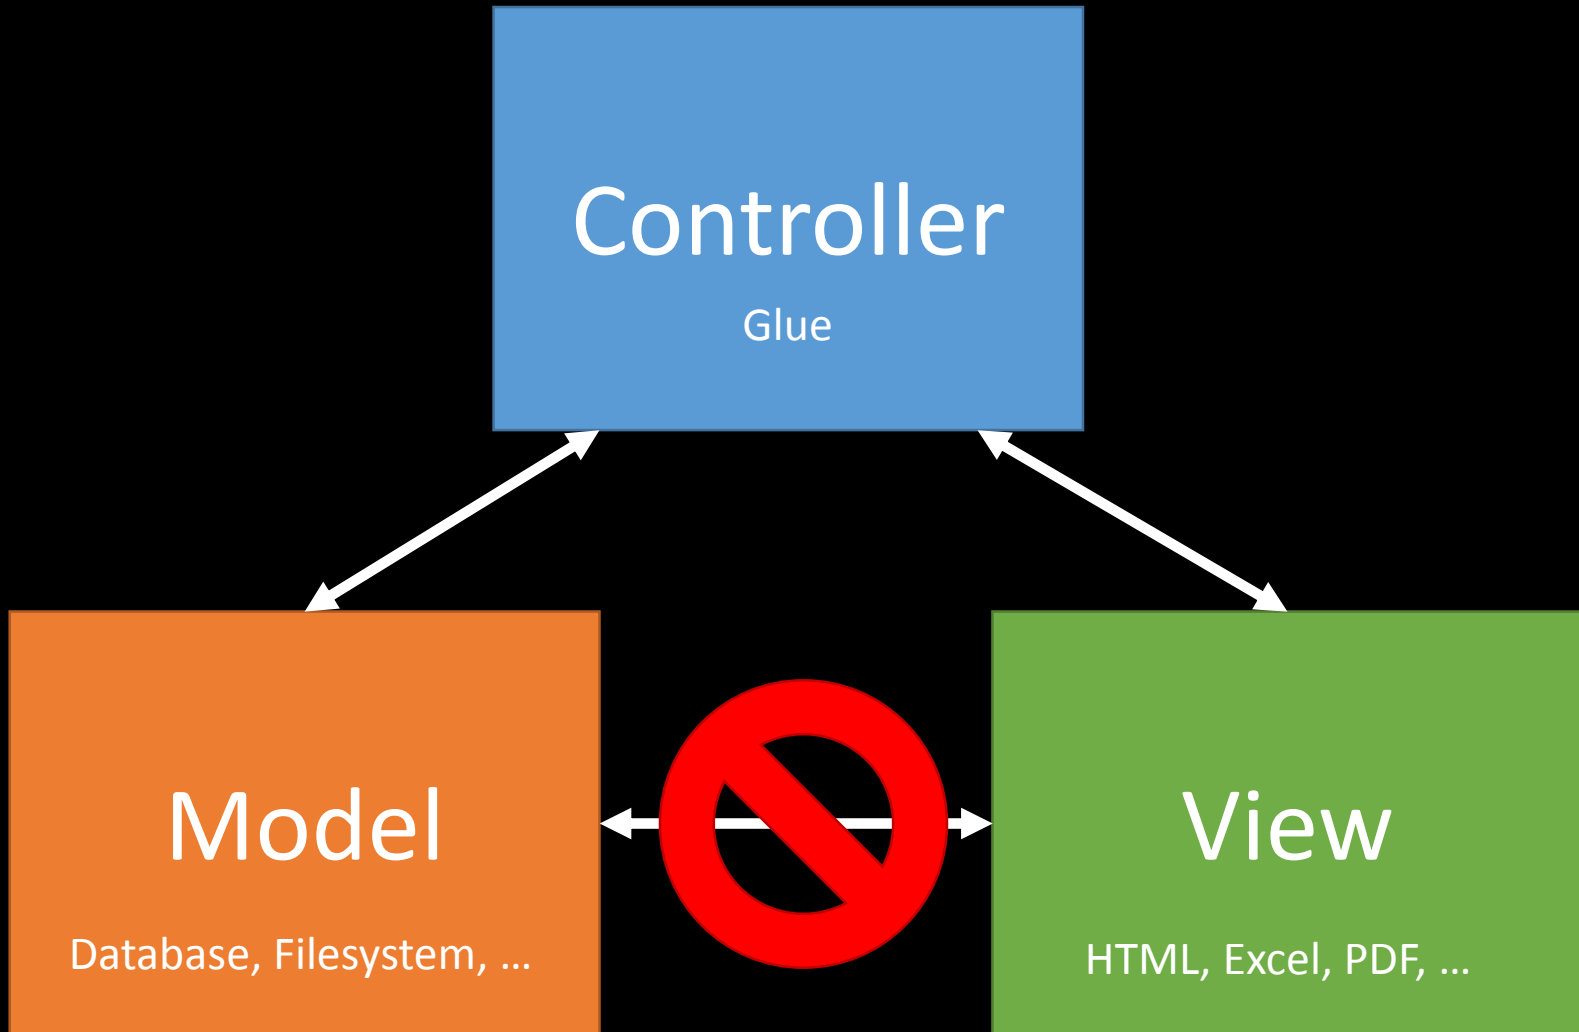 Controller
Glue
Model
Database, Filesystem, …
View
HTML, Excel, PDF, …